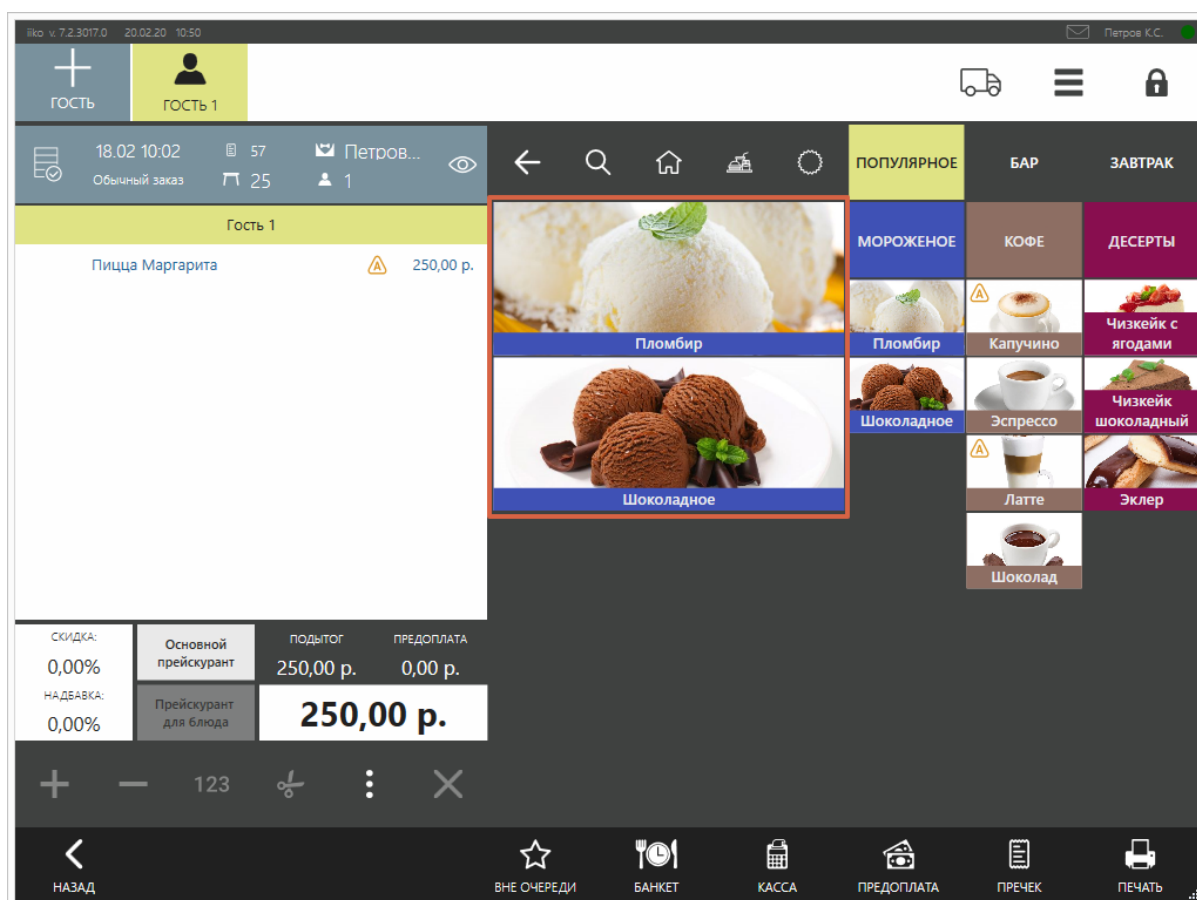 iiko v. 7.2.3017.0 20.02.20 10:50
Петров К.С.
ГОСТЬ
ГОСТЬ 1
18.02 10:02 57 Петров...
Обычный заказ 25 1
ПОПУЛЯРНОЕ БАР ЗАВТРАК
Гость 1
Пицца Маргарита A 250,00 р.
МОРОЖЕНОЕ КОФЕ ДЕСЕРТЫ
Пломбир
Шоколадное
Пломбир
Шоколадное
A
Капучино
Эспрессо
A
Латте
Шоколад
Чизкейк с
ягодами
Чизкейк
шоколадный
Эклер
СКИДКА:
0,00%
НАДБАВКА:
0,00%
Основной
прейскурант
Прейскурант
для блюда
ПОДЫТОГ ПРЕДОПЛАТА
250,00 р. 0,00 р.
250,00 р.
123
НАЗАД
ВНЕ ОЧЕРЕДИ БАНКЕТ КАССА ПРЕДОПЛАТА ПРЕЧЕК ПЕЧАТЬ